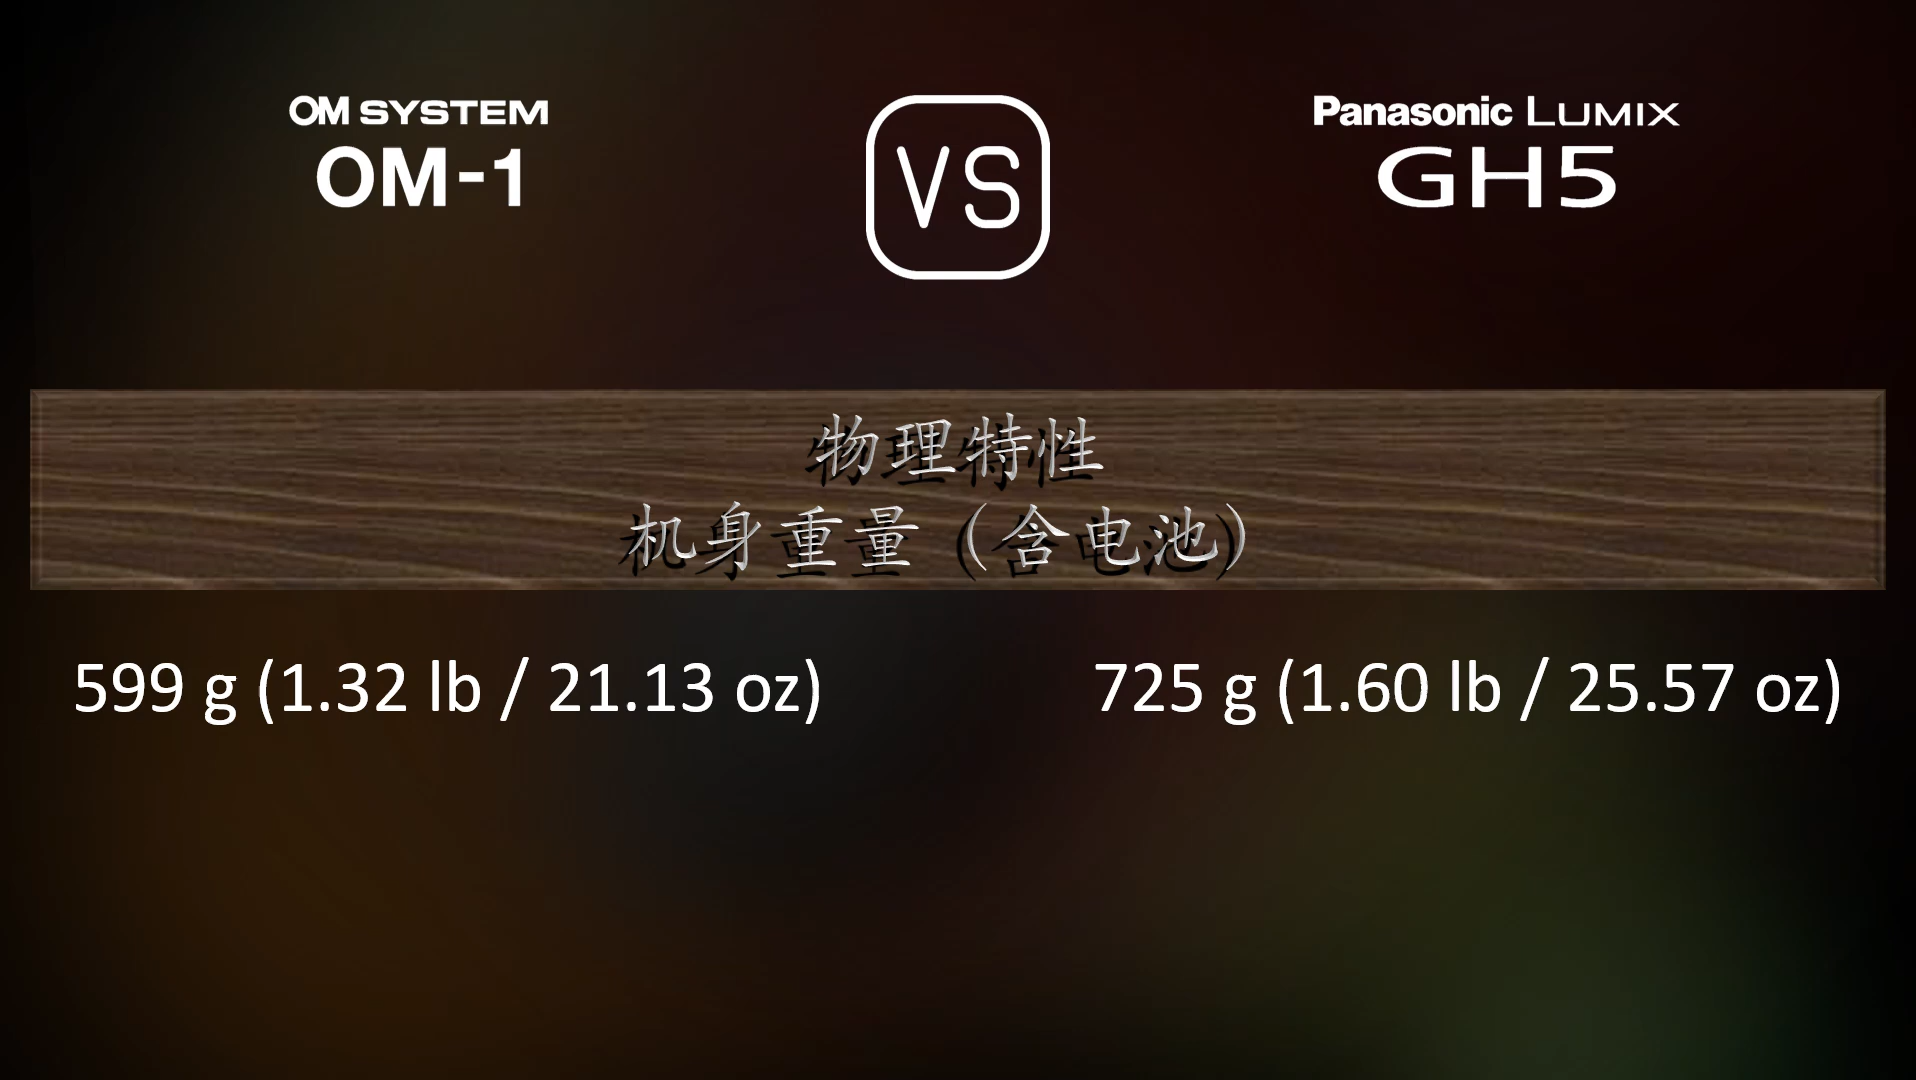 OM SYSTEM
OM-1
VS
Panasonic LUMIX
GH5
物理特性
机身重量（含电池）
599 g (1.32 lb / 21.13 oz)
725 g (1.60 lb / 25.57 oz)